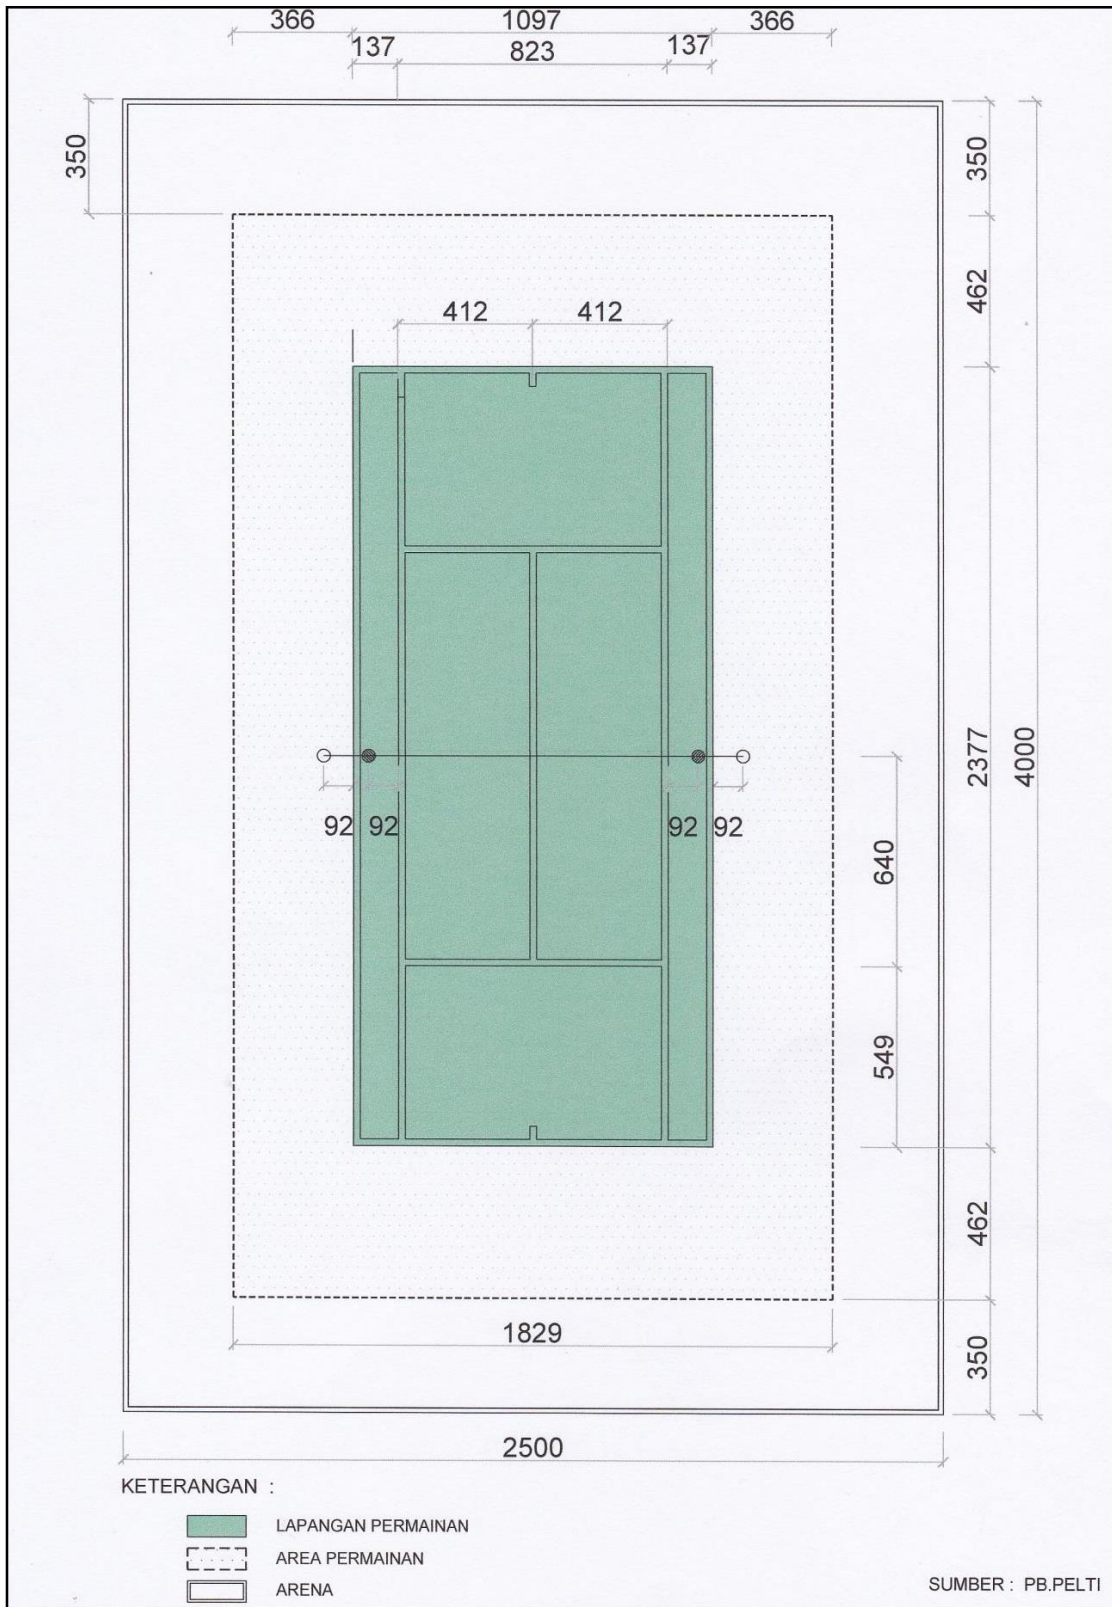 366 1097 366
137 823 137
350
350
462
412 412
2377
4000
92 92 92 92
640
549
462
1829
350
2500
KETERANGAN :
LAPANGAN PERMAINAN
AREA PERMAINAN
ARENA
SUMBER : PB.PELTI